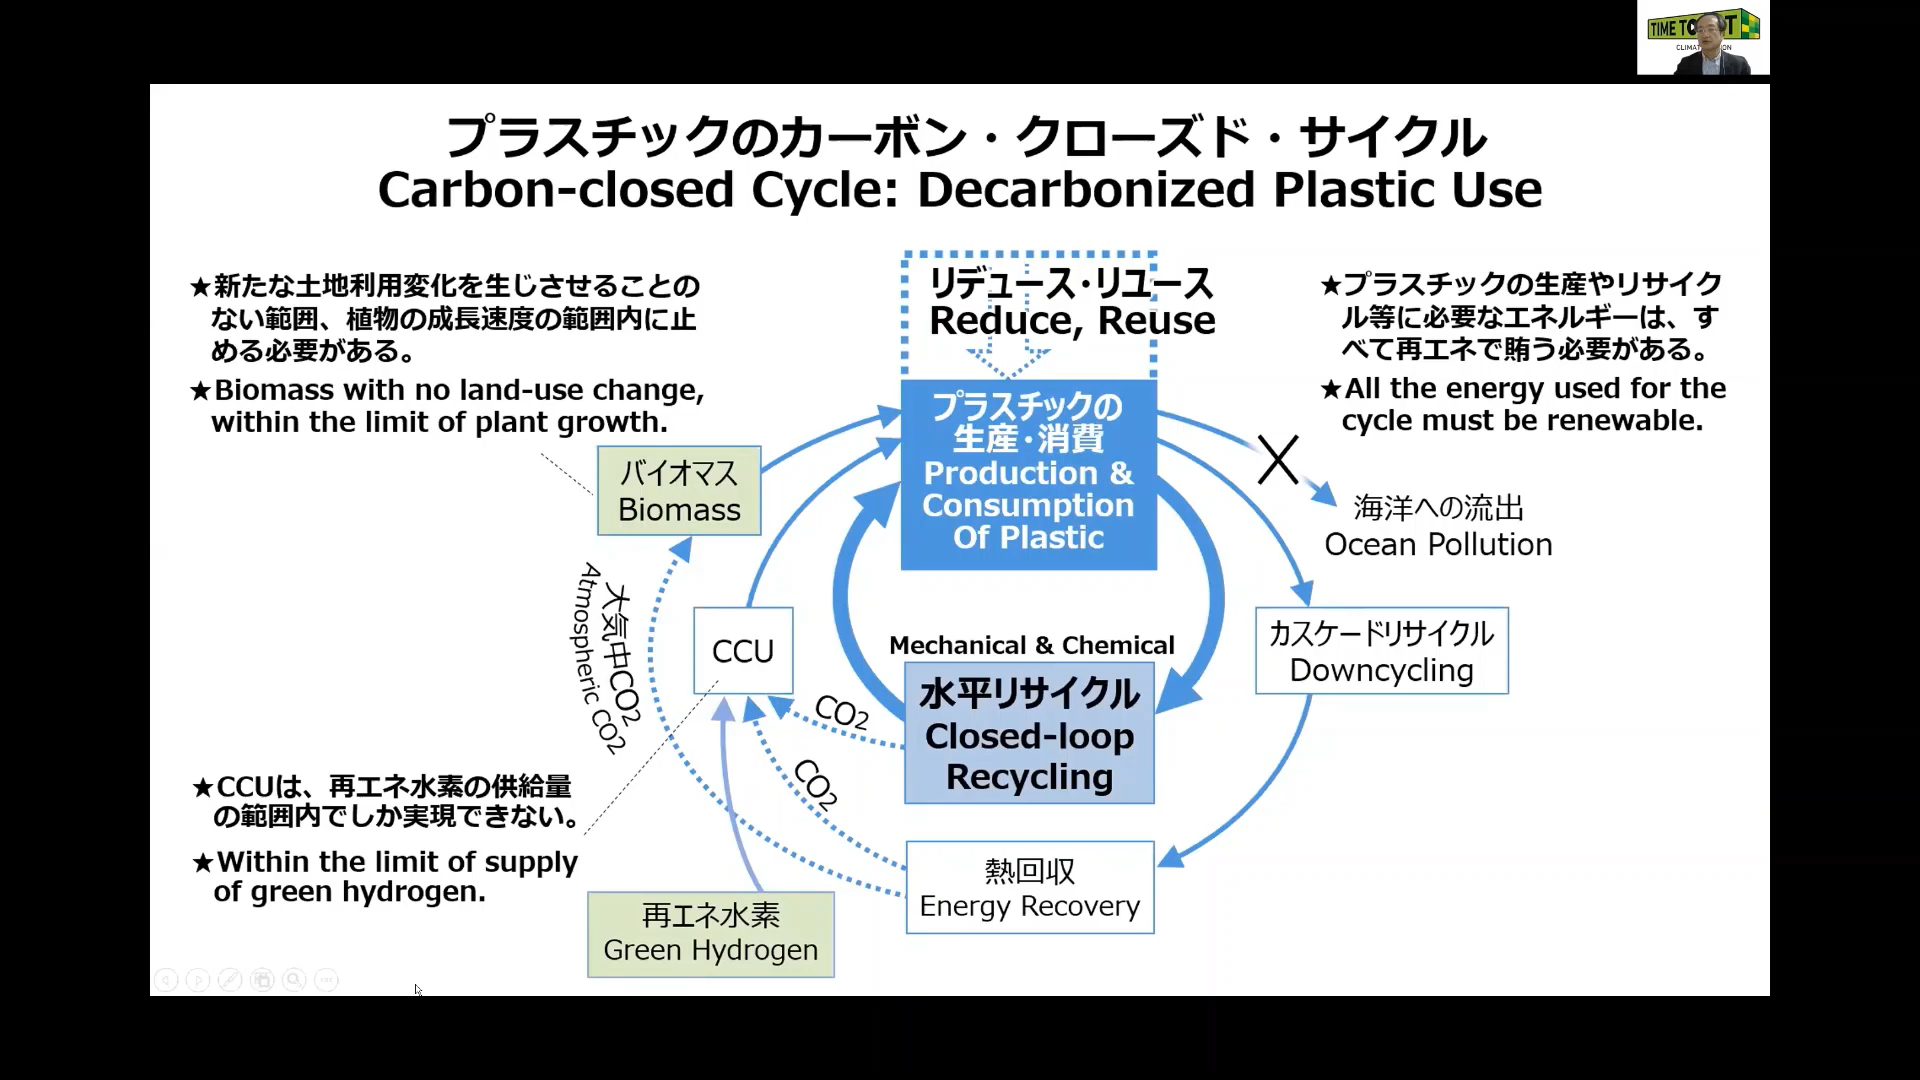 TIME TO
プラスチックのカーボン・クローズド・サイクル
Carbon-closed Cycle: Decarbonized Plastic Use
★新たな土地利用変化を生じさせることの
ない範囲、植物の成長速度の範囲内に止
める必要がある。
★Biomass with no land-use change,
within the limit of plant growth.
リデュース・リユース
Reduce, Reuse
★プラスチックの生産やリサイク
ル等に必要なエネルギーは、す
べて再エネで賄う必要がある。
★All the energy used for the
cycle must be renewable.
プラスチックの
生産・消費
Production &
Consumption
Of Plastic
バイオマス
Biomass
海洋への流出
Ocean Pollution
大気中CO2
Atmospheric CO2
CCU
Mechanical & Chemical
水平リサイクル
Closed-loop
Recycling
カスケードリサイクル
Downcycling
CO2
CO2
★CCUは、再エネ水素の供給量
の範囲内でしか実現できない。
★Within the limit of supply
of green hydrogen.
熱回収
Energy Recovery
再エネ水素
Green Hydrogen